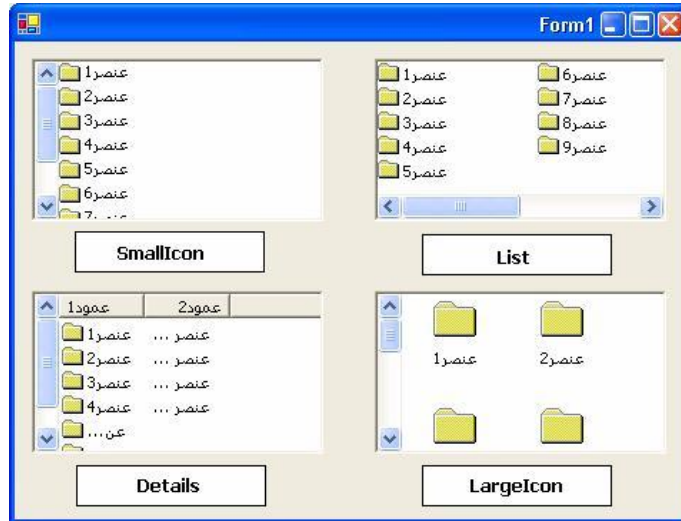 Form1
عنصر1
عنصر2
عنصر3
عنصر4
عنصر5
عنصر6
SmallIcon
عنصر1
عنصر2
عنصر3
عنصر4
عنصر5
عنصر6
عنصر7
عنصر8
عنصر9
List
عمود1 عمود2
عنصر1 عنصر ...
عنصر2 عنصر ...
عنصر3 عنصر ...
عنصر4 عنصر ...
عن...
Details
عنصر1 عنصر2
LargeIcon